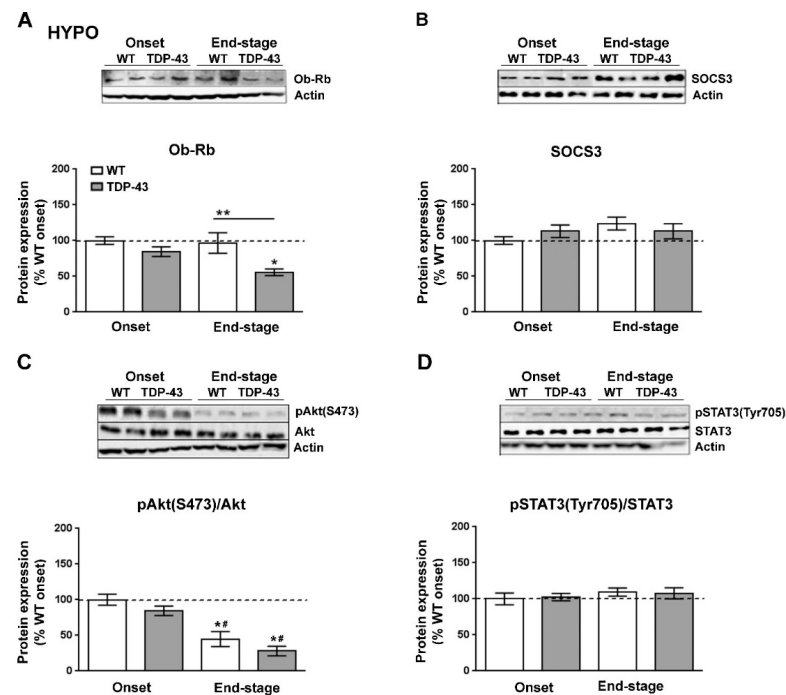 A
HYPO
Onset End-stage
WT TDP-43 WT TDP-43
Ob-Rb
Actin
Ob-Rb
Protein expression
(% WT onset)
200
150
100
50
0
WT
TDP-43
**
*
Onset End-stage
B
Onset End-stage
WT TDP-43 WT TDP-43
SOCS3
Actin
SOCS3
Protein expression
(% WT onset)
200
150
100
50
0
Onset End-stage
C
Onset End-stage
WT TDP-43 WT TDP-43
pAkt(S473)
Akt
Actin
pAkt(S473)/Akt
Protein expression
(% WT onset)
200
150
100
50
0
*# *#
Onset End-stage
D
Onset End-stage
WT TDP-43 WT TDP-43
pSTAT3(Tyr705)
STAT3
Actin
pSTAT3(Tyr705)/STAT3
Protein expression
(% WT onset)
200
150
100
50
0
Onset End-stage